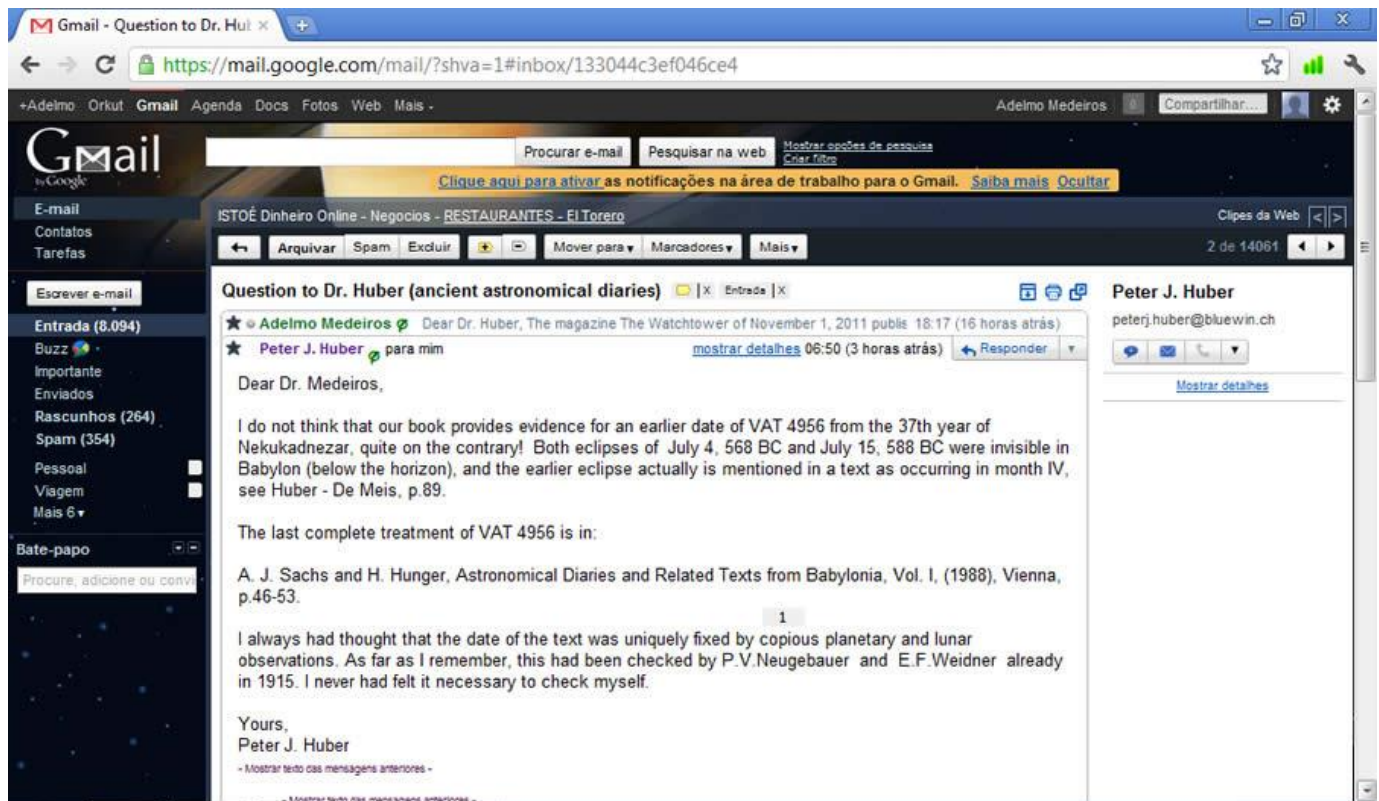 Gmail - Question to Dr. Hul
https://mail.google.com/mail/?shva=1#inbox/133044c3ef046ce4
+Adelmo Orkut Gmail Agenda Docs Fotos Web Mais
Adelmo Medeiros 0 Compartilhar...
Gmail
by Google
Procurar e-mail Pesquisar na web Mostrar opções de pesquisa
Criar filtro
Clique aqui para ativar as notificações na área de trabalho para o Gmail. Saiba mais Ocultar
E-mail
Contatos
Tarefas
ISTOÉ Dinheiro Online - Negocios - RESTAURANTES - El Torero
Clipes da Web < >
Arquivar Spam Excluir Mover para Marcadores Mais
2 de 14061
Escrever e-mail
Entrada (8.094)
Buzz
Importante
Enviados
Rascunhos (264)
Spam (354)
Pessoal
Viagem
Mais 6
Bate-papo
Procure, adicione ou convi
Question to Dr. Huber (ancient astronomical diaries) X Entrada X
Adelmo Medeiros Dear Dr. Huber, The magazine The Watchtower of November 1, 2011 publis 18:17 (16 horas atrás)
Peter J. Huber para mim mostrar detalhes 06:50 (3 horas atrás) Responder
Dear Dr. Medeiros,
I do not think that our book provides evidence for an earlier date of VAT 4956 from the 37th year of
Nekukadnezar, quite on the contrary! Both eclipses of July 4, 568 BC and July 15, 588 BC were invisible in
Babylon (below the horizon), and the earlier eclipse actually is mentioned in a text as occurring in month IV,
see Huber - De Meis, p.89.
The last complete treatment of VAT 4956 is in:
A. J. Sachs and H. Hunger, Astronomical Diaries and Related Texts from Babylonia, Vol. I, (1988), Vienna,
p.46-53.
1
I always had thought that the date of the text was uniquely fixed by copious planetary and lunar
observations. As far as I remember, this had been checked by P.V.Neugebauer and E.F.Weidner already
in 1915. I never had felt it necessary to check myself.
Yours,
Peter J. Huber
- Mostrar texto das mensagens anteriores -
- Mostrar texto das mensagens anteriores -
Peter J. Huber
peterj.huber@bluewin.ch
Mostrar detalhes